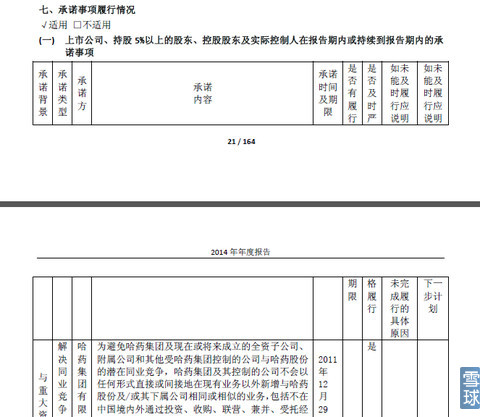 七、承诺事项履行情况
√适用 □不适用
(一) 上市公司、持股 5%以上的股东、控股股东及实际控制人在报告期内或持续到报告期内的承
诺事项
承诺背景
承诺类型
承诺方
承诺
内容
承诺时间及期限
是否有履行
是否及时严
如未能及时履行应说明
如未能及时履行应说明
21 / 164
2014 年年度报告
期限
格履行
未完成履行的具体原因
下一步计划
与重大资
解决同业竞争
哈药集团有限
为避免哈药集团及现在或将来成立的全资子公司、
附属公司和其他受哈药集团控制的公司与哈药股份
的潜在同业竞争，哈药集团及其控制的公司不会以
任何形式直接或间接地在现有业务以外新增与哈药
股份及/或其下属公司相同或相似的业务,包括不在
中国境内外通过投资、收购、联营、兼并、受托经
2011
年
12
月
29
是
雪球